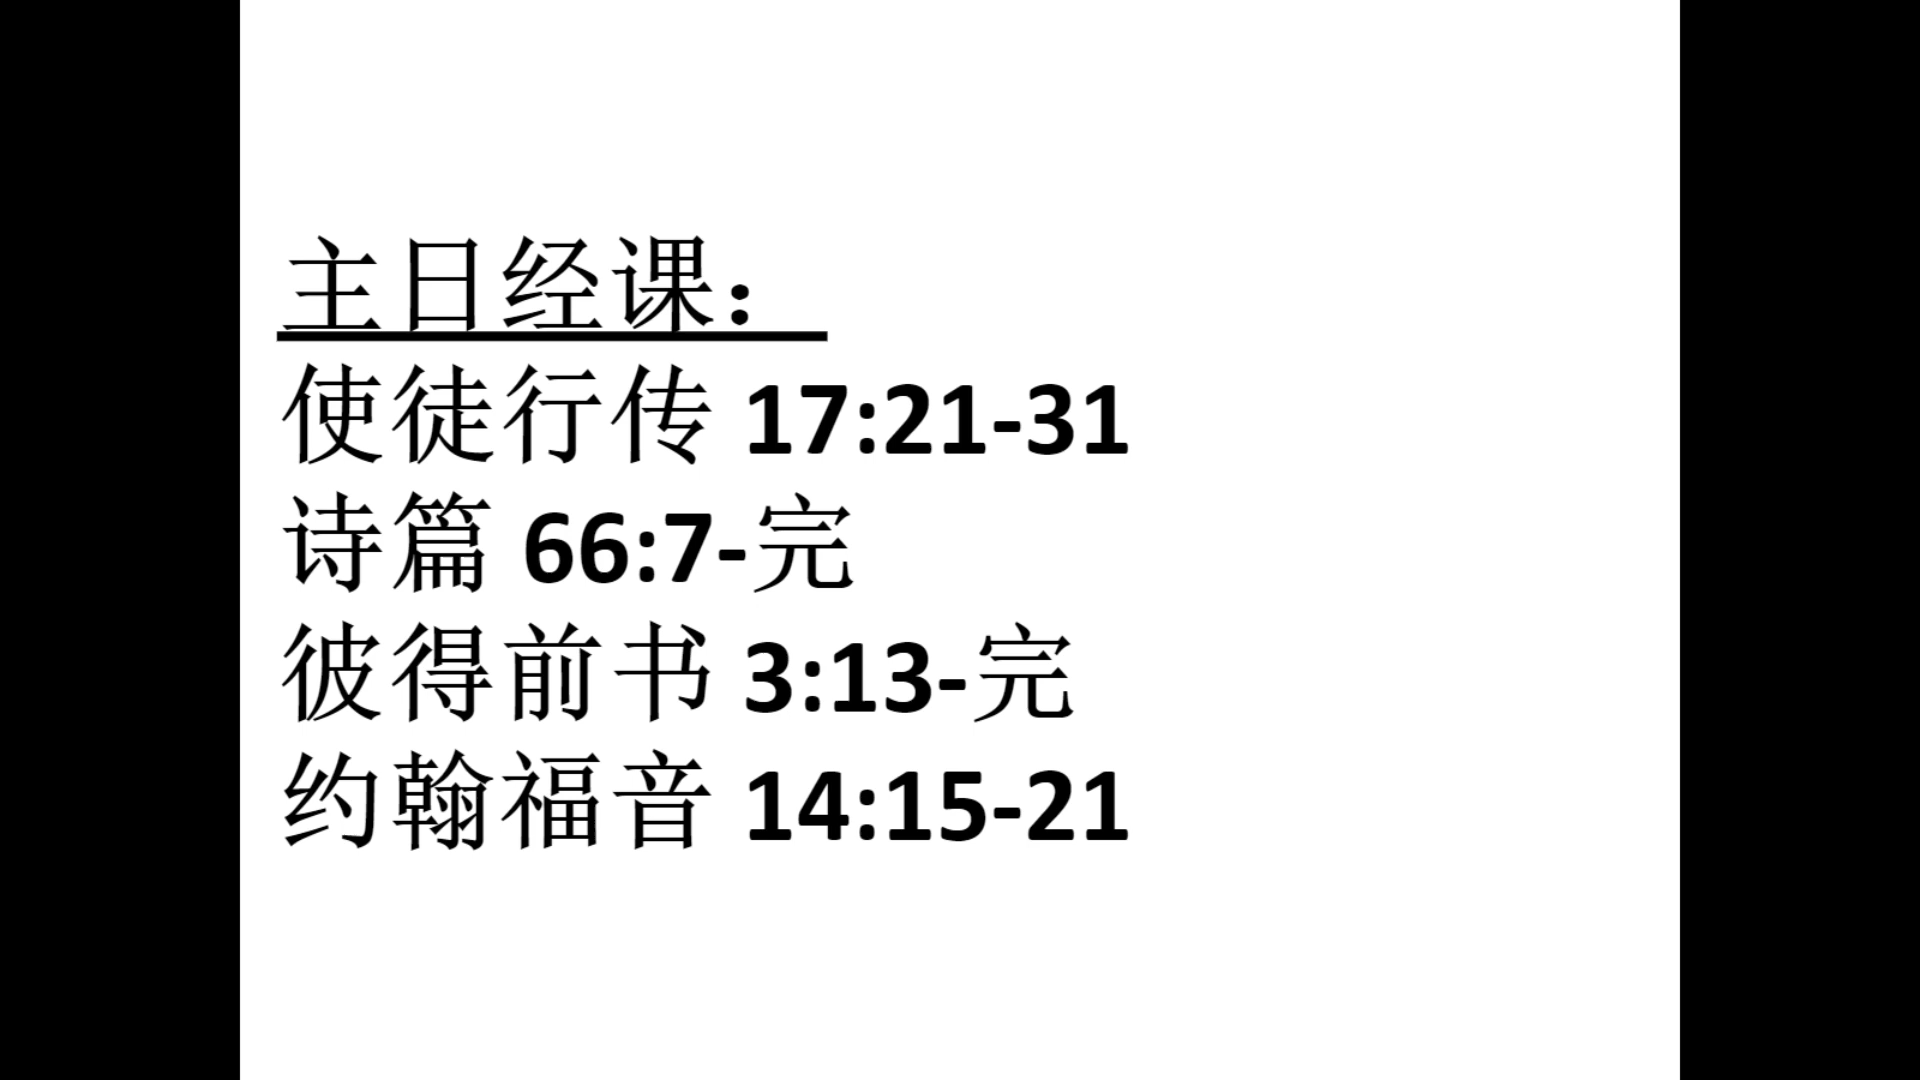 主日经课：
使徒行传 17:21-31
诗篇 66:7-完
彼得前书 3:13-完
约翰福音 14:15-21